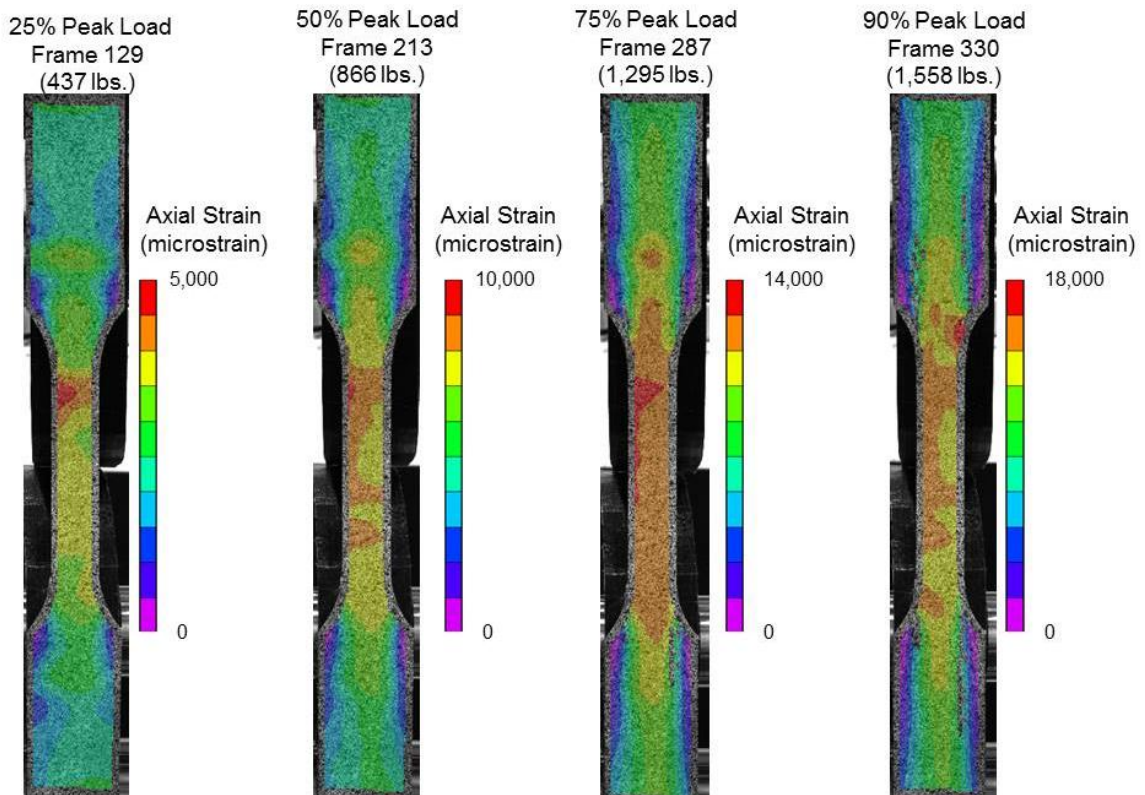 25% Peak Load
Frame 129
(437 lbs.)
50% Peak Load
Frame 213
(866 lbs.)
75% Peak Load
Frame 287
(1,295 lbs.)
90% Peak Load
Frame 330
(1,558 lbs.)
Axial Strain
(microstrain)
5,000
0
Axial Strain
(microstrain)
10,000
0
Axial Strain
(microstrain)
14,000
0
Axial Strain
(microstrain)
18,000
0